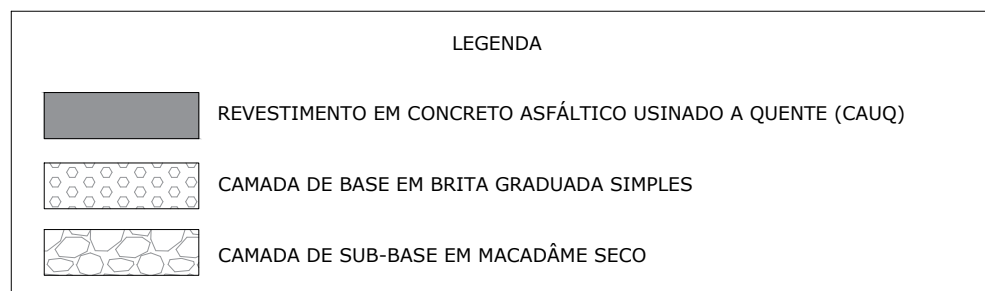 LEGENDA
REVESTIMENTO EM CONCRETO ASFÁLTICO USINADO A QUENTE (CAUQ)
CAMADA DE BASE EM BRITA GRADUADA SIMPLES
CAMADA DE SUB-BASE EM MACADÂME SECO